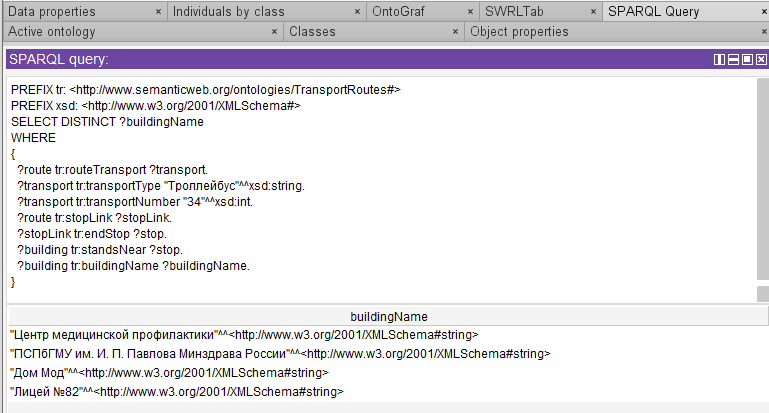 Data properties × Individuals by class × OntoGraf × SWRLTab × SPARQL Query ×
Active ontology × Classes × Object properties ×
SPARQL query:
PREFIX tr: <http://www.semanticweb.org/ontologies/TransportRoutes#>
PREFIX xsd: <http://www.w3.org/2001/XMLSchema#>
SELECT DISTINCT ?buildingName
WHERE
{
?route tr:routeTransport ?transport.
?transport tr:transportType "Троллейбус"^^xsd:string.
?transport tr:transportNumber "34"^^xsd:int.
?route tr:stopLink ?stopLink.
?stopLink tr:endStop ?stop.
?building tr:standsNear ?stop.
?building tr:buildingName ?buildingName.
}
buildingName
"Центр медицинской профилактики"^^<http://www.w3.org/2001/XMLSchema#string>
"ПСПбГМУ им. И. П. Павлова Минздрава России"^^<http://www.w3.org/2001/XMLSchema#string>
"Дом Мод"^^<http://www.w3.org/2001/XMLSchema#string>
"Лицей №82"^^<http://www.w3.org/2001/XMLSchema#string>